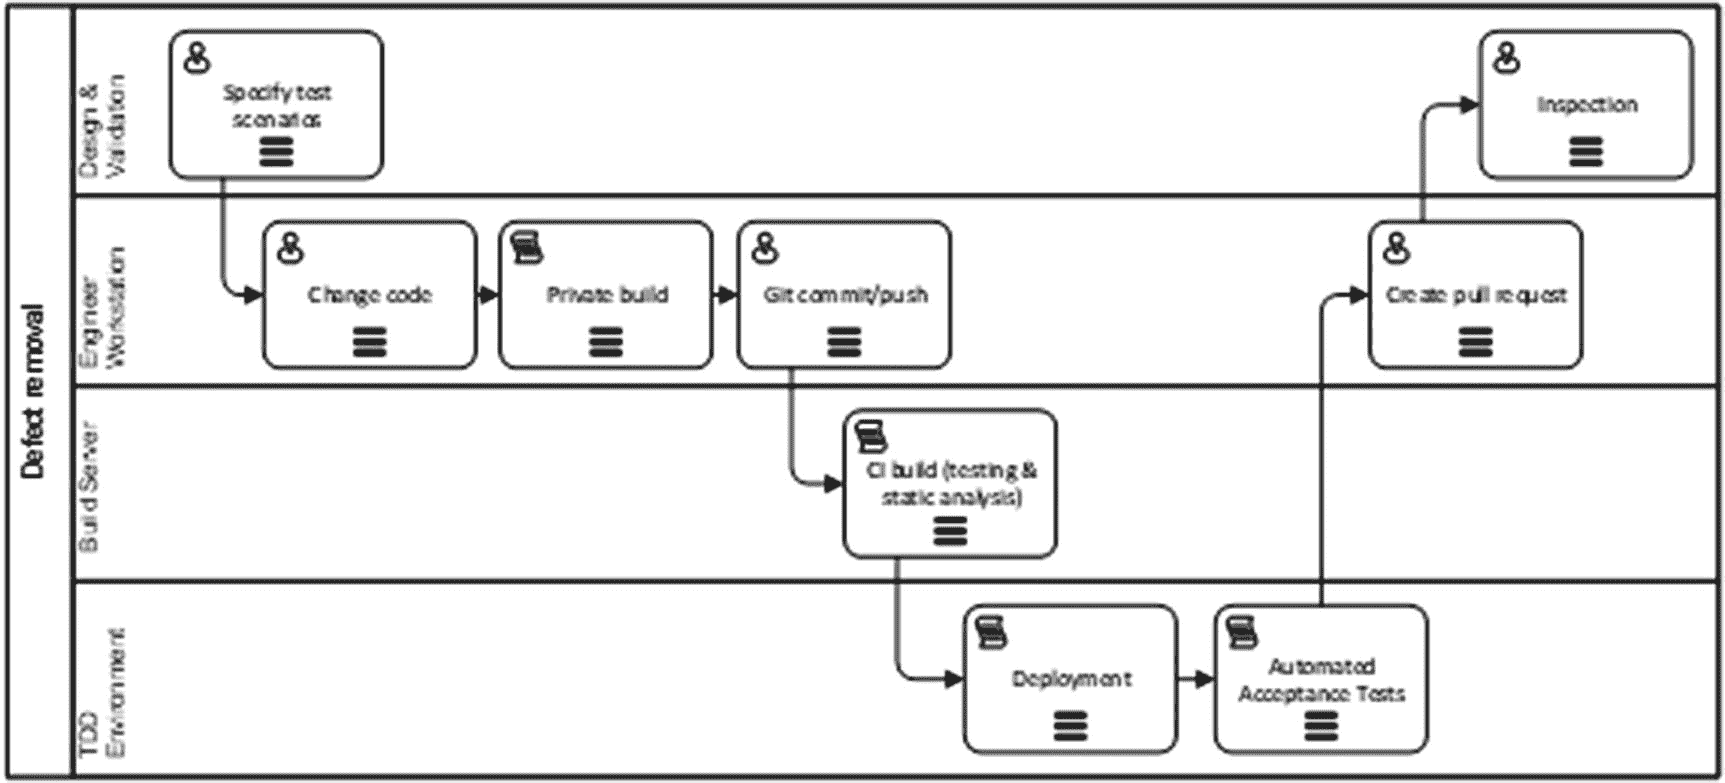 Defect removal
Design &
Validation
Specify test
scenarios
Inspection
Engineer
Workstation
Change code
Private build
Git commit/push
Create pull request
Build Server
CI build (testing &
static analysis)
TDD
Environment
Deployment
Automated
Acceptance Tests